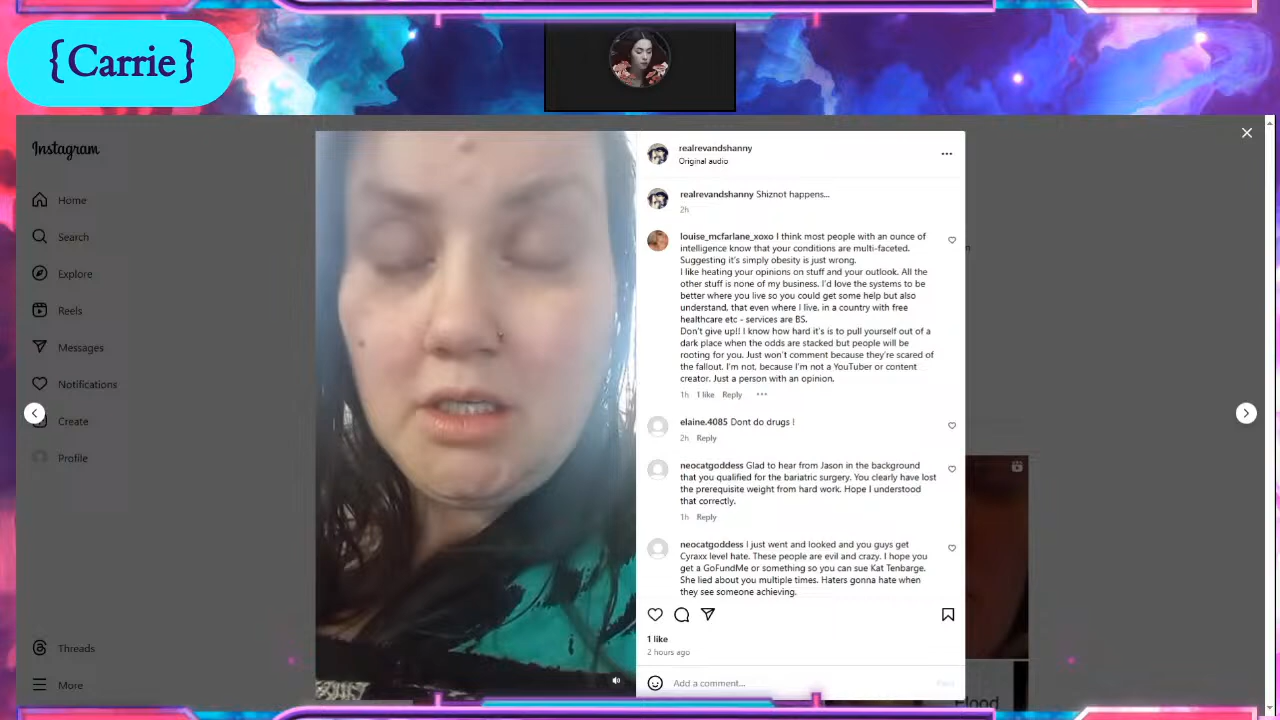 {Carrie}
Instagram
Home
Search
Explore
Reels
Messages
Notifications
Create
Profile
Threads
More
realrevandshanny
Original audio
realrevandshanny Shiznot happens...
2h
louise_mcfarlane_xoxo I think most people with an ounce of
intelligence know that your conditions are multi-faceted.
Suggesting it's simply obesity is just wrong.
I like heating your opinions on stuff and your outlook. All the
other stuff is none of my business. I'd love the systems to be
better where you live so you could get some help but also
understand, that even where I live, in a country with free
healthcare etc - services are BS.
Don't give up!! I know how hard it's is to pull yourself out of a
dark place when the odds are stacked but people will be
rooting for you. Just won't comment because they're scared of
the fallout. I'm not, because I'm not a YouTuber or content
creator. Just a person with an opinion.
1h 1 like Reply
elaine.4085 Dont do drugs !
2h Reply
neocatgoddess Glad to hear from Jason in the background
that you qualified for the bariatric surgery. You clearly have lost
the prerequisite weight from hard work. Hope I understood
that correctly.
1h Reply
neocatgoddess I just went and looked and you guys get
Cyraxx level hate. These people are evil and crazy. I hope you
get a GoFundMe or something so you can sue Kat Tenbarge.
She lied about you multiple times. Haters gonna hate when
they see someone achieving.
1 like
2 hours ago
Add a comment...
Post